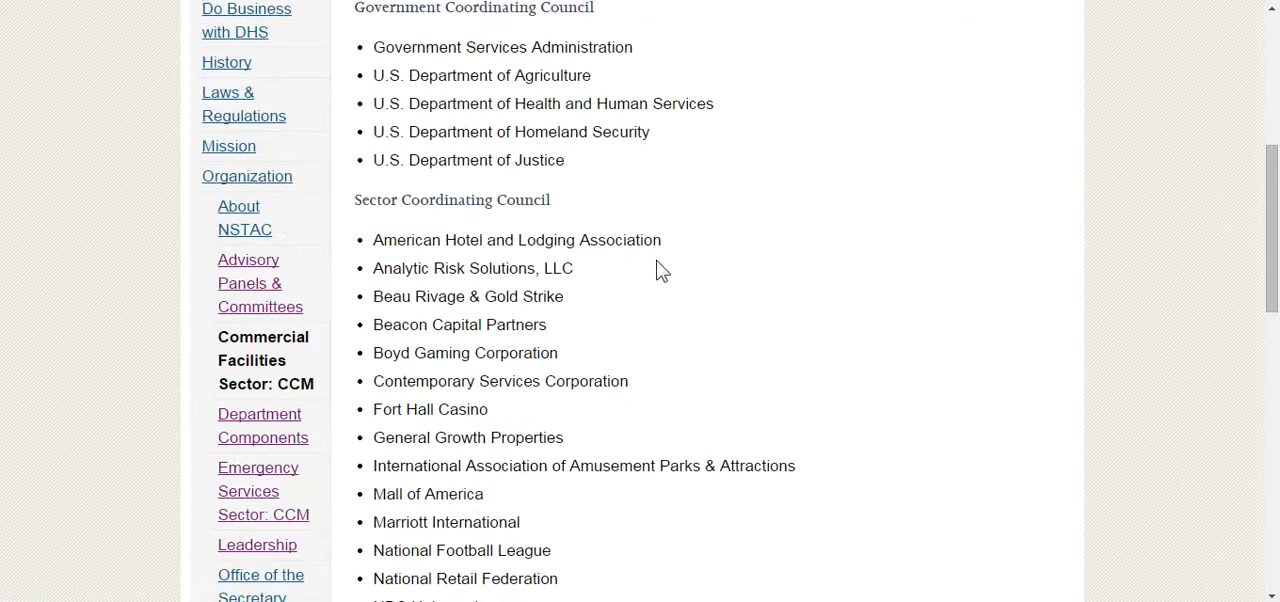 Do Business
with DHS
History
Laws &
Regulations
Mission
Organization
About
NSTAC
Advisory
Panels &
Committees
Commercial
Facilities
Sector: CCM
Department
Components
Emergency
Services
Sector: CCM
Leadership
Office of the
Secretary
Government Coordinating Council
• Government Services Administration
• U.S. Department of Agriculture
• U.S. Department of Health and Human Services
• U.S. Department of Homeland Security
• U.S. Department of Justice
Sector Coordinating Council
• American Hotel and Lodging Association
• Analytic Risk Solutions, LLC
• Beau Rivage & Gold Strike
• Beacon Capital Partners
• Boyd Gaming Corporation
• Contemporary Services Corporation
• Fort Hall Casino
• General Growth Properties
• International Association of Amusement Parks & Attractions
• Mall of America
• Marriott International
• National Football League
• National Retail Federation